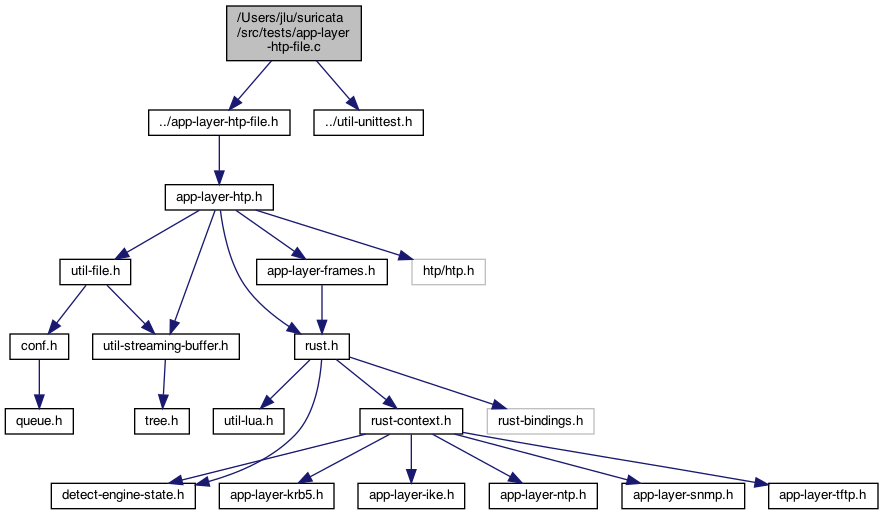 /Users/jlu/suricata
/src/tests/app-layer
-htp-file.c
../app-layer-htp-file.h
../util-unittest.h
app-layer-htp.h
util-file.h
app-layer-frames.h
htp/htp.h
conf.h
util-streaming-buffer.h
rust.h
queue.h
tree.h
util-lua.h
rust-context.h
rust-bindings.h
detect-engine-state.h
app-layer-krb5.h
app-layer-ike.h
app-layer-ntp.h
app-layer-snmp.h
app-layer-tftp.h